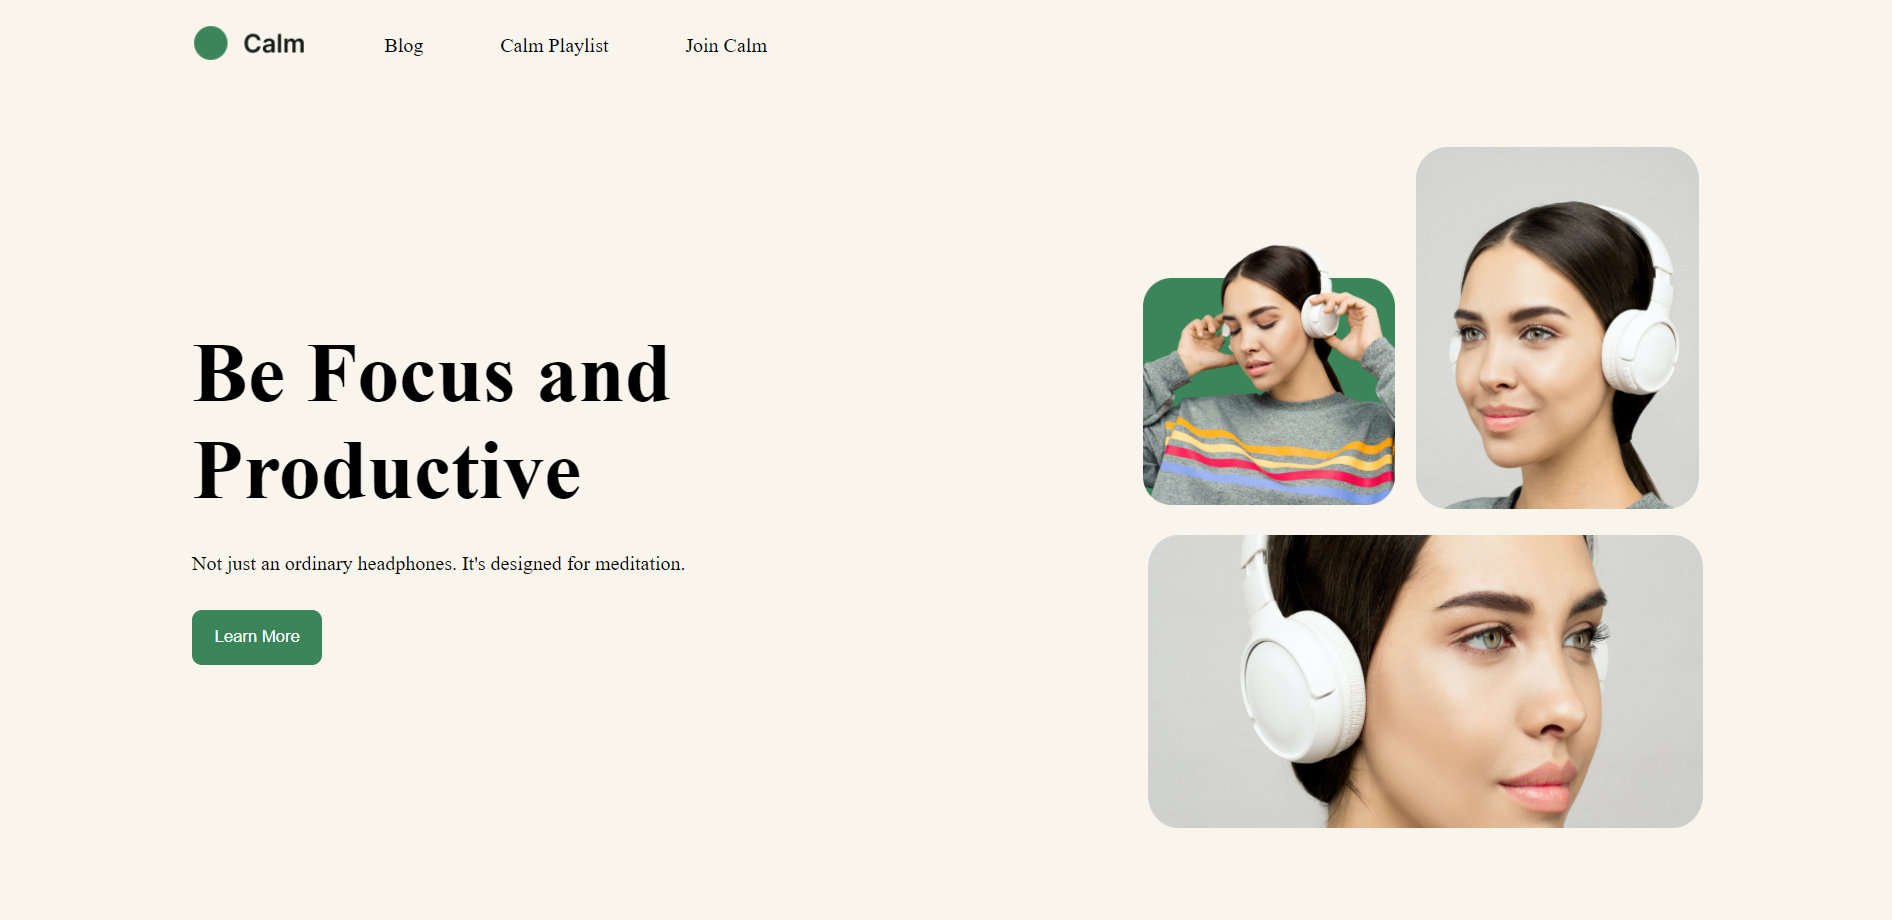 Calm
Blog
Calm Playlist
Join Calm
Be Focus and
Productive
Not just an ordinary headphones. It's designed for meditation.
Learn More